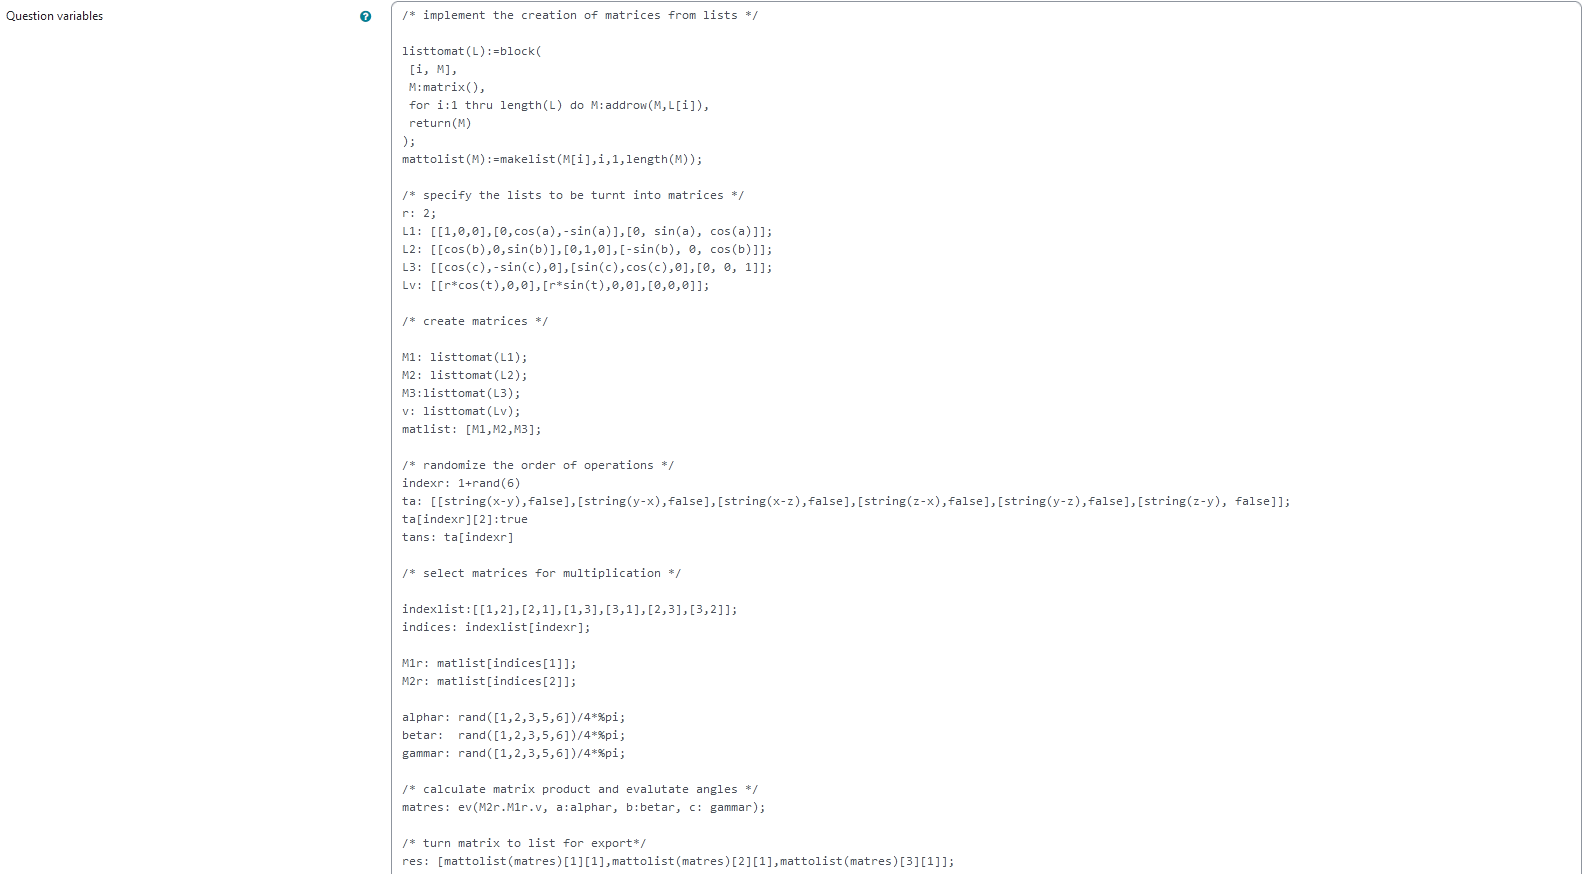 Question variables
/* implement the creation of matrices from lists */
listtomat(L):=block(
[i, M],
M:matrix(),
for i:1 thru length(L) do M:addrow(M,L[i]),
return(M)
);
mattolist(M):=makelist(M[i],i,1,length(M));
/* specify the lists to be turnt into matrices */
r: 2;
L1: [[1,0,0],[0,cos(a),-sin(a)],[0, sin(a), cos(a)]];
L2: [[cos(b),0,sin(b)],[0,1,0],[-sin(b), 0, cos(b)]];
L3: [[cos(c),-sin(c),0],[sin(c),cos(c),0],[0, 0, 1]];
Lv: [[r*cos(t),0,0],[r*sin(t),0,0],[0,0,0]];
/* create matrices */
M1: listtomat(L1);
M2: listtomat(L2);
M3:listtomat(L3);
v: listtomat(Lv);
matlist: [M1,M2,M3];
/* randomize the order of operations */
indexr: 1+rand(6)
ta: [[string(x-y),false],[string(y-x),false],[string(x-z),false],[string(z-x),false],[string(y-z),false],[string(z-y), false]];
ta[indexr][2]:true
tans: ta[indexr]
/* select matrices for multiplication */
indexlist:[[1,2],[2,1],[1,3],[3,1],[2,3],[3,2]];
indices: indexlist[indexr];
M1r: matlist[indices[1]];
M2r: matlist[indices[2]];
alphar: rand([1,2,3,5,6])/4*%pi;
betar:  rand([1,2,3,5,6])/4*%pi;
gammar: rand([1,2,3,5,6])/4*%pi;
/* calculate matrix product and evalutate angles */
matres: ev(M2r.M1r.v, a:alphar, b:betar, c: gammar);
/* turn matrix to list for export*/
res: [mattolist(matres)[1][1],mattolist(matres)[2][1],mattolist(matres)[3][1]];